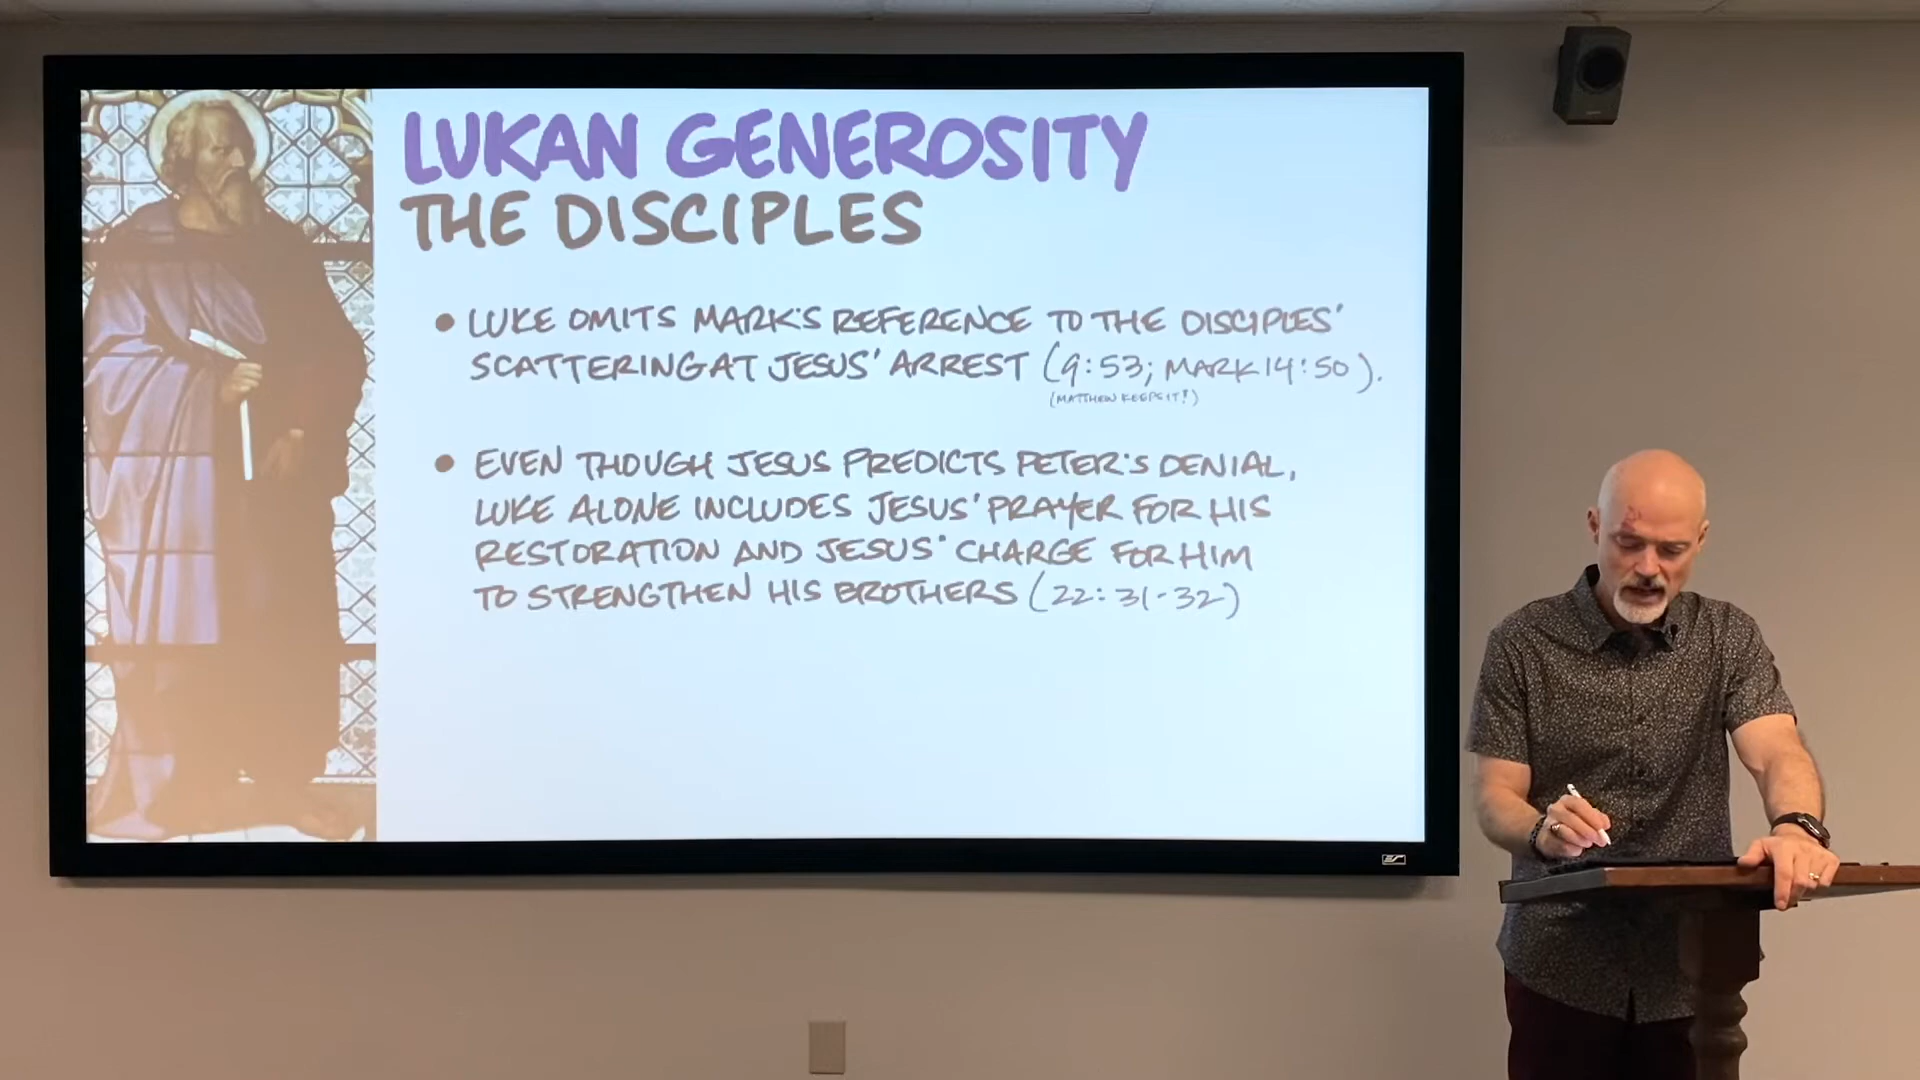 LUKAN GENEROSITY
THE DISCIPLES
• LUKE OMITS MARK'S REFERENCE TO THE DISCIPLES'
SCATTERING AT JESUS' ARREST (9:53; MARK 14:50).
(MATTHEW KEEPS IT!)
• EVEN THOUGH JESUS PREDICTS PETER'S DENIAL,
LUKE ALONE INCLUDES JESUS' PRAYER FOR HIS
RESTORATION AND JESUS' CHARGE FOR HIM
TO STRENGTHEN HIS BROTHERS (22:31-32)